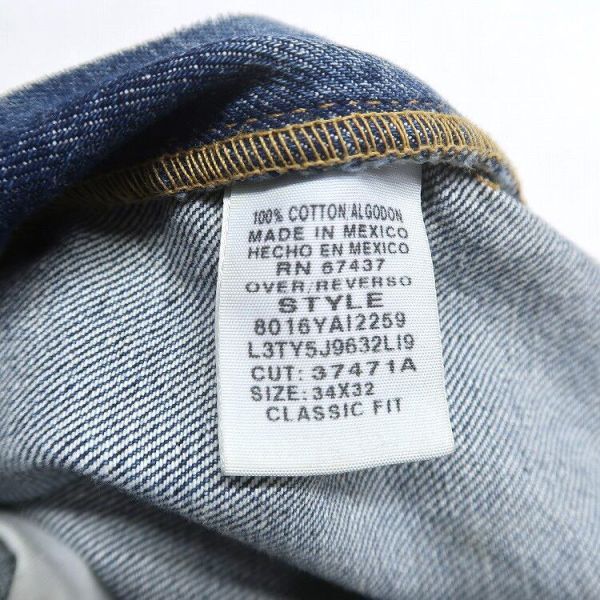 100% COTTON ALGODON
MADE IN MEXICO
HECHO EN MEXICO
RN 67437
OVER/REVERSO
STYLE
8016YAI2259
L3TY5J9632LI9
CUT: 37471A
SIZE: 34X32
CLASSIC FIT